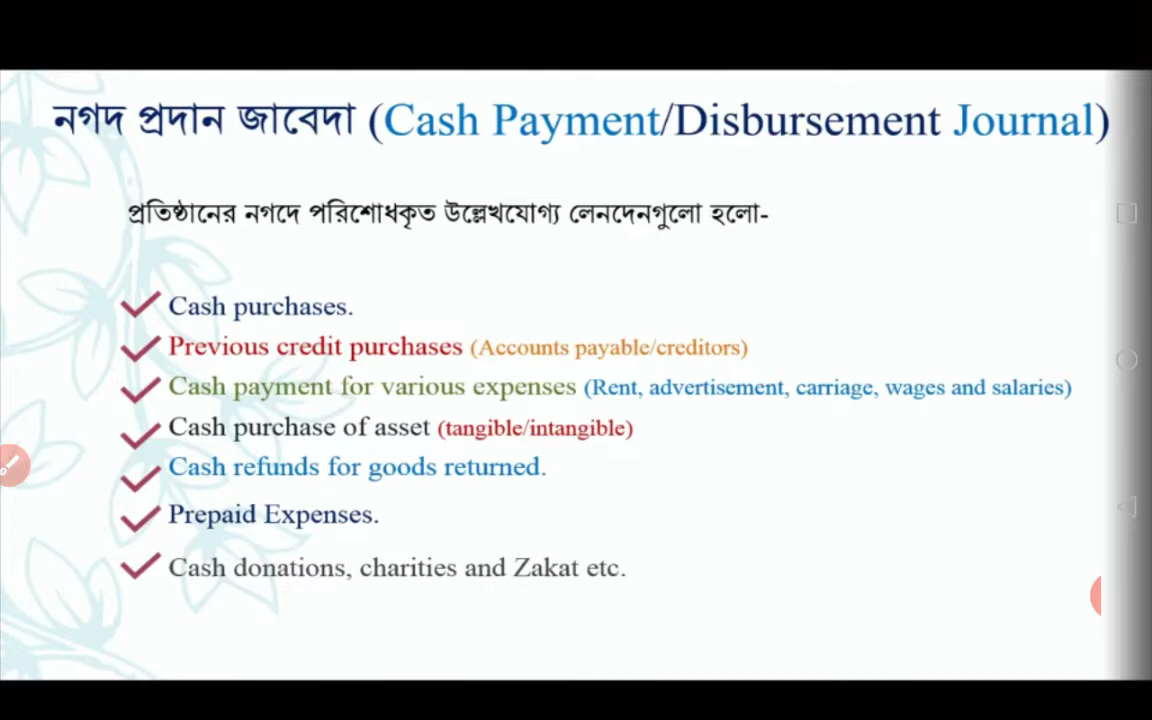 নগদ প্রদান জাবেদা (Cash Payment/Disbursement Journal)
প্রতিষ্ঠানের নগদে পরিশোধকৃত উল্লেখযোগ্য লেনদেনগুলো হলো-
Cash purchases.
Previous credit purchases (Accounts payable/creditors)
Cash payment for various expenses (Rent, advertisement, carriage, wages and salaries)
Cash purchase of asset (tangible/intangible)
Cash refunds for goods returned.
Prepaid Expenses.
Cash donations, charities and Zakat etc.